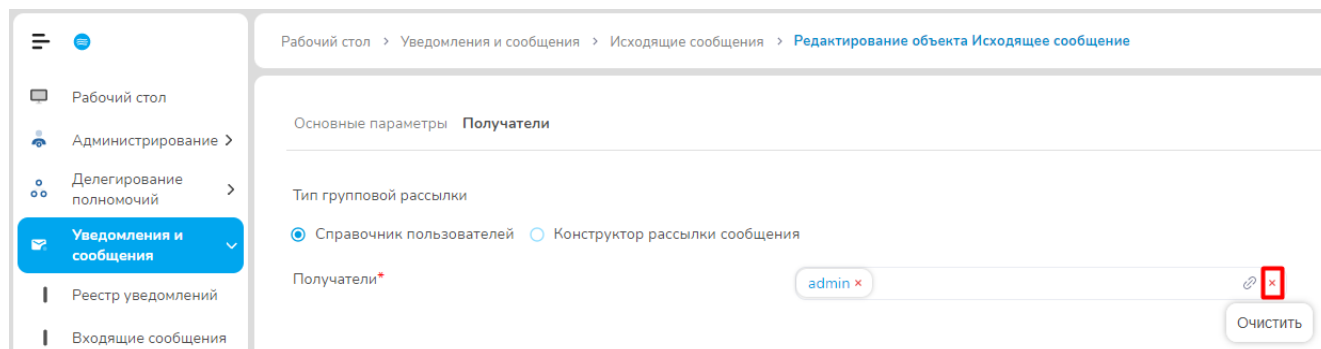 Рабочий стол > Уведомления и сообщения > Исходящие сообщения > Редактирование объекта Исходящее сообщение
Рабочий стол
Администрирование
Делегирование
полномочий
Уведомления и
сообщения
Реестр уведомлений
Входящие сообщения
Основные параметры Получатели
Тип групповой рассылки
Справочник пользователей Конструктор рассылки сообщения
Получатели* admin ×
Очистить